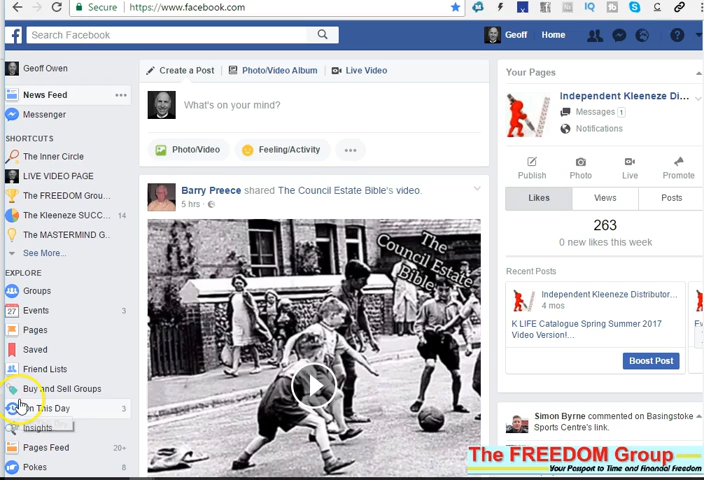 Secure https://www.facebook.com
Search Facebook
Geoff Home
Geoff Owen
News Feed
Messenger
SHORTCUTS
The Inner Circle
LIVE VIDEO PAGE
The FREEDOM Grou...
The Kleeneze SUCC... 14
The MASTERMIND G...
See More...
EXPLORE
Groups
27 Events 3
Pages
Saved
Friend Lists
Buy and Sell Groups
On This Day 3
Insights
Pages Feed 20+
Pokes 8
Create a Post Photo/Video Album Live Video
What's on your mind?
Photo/Video Feeling/Activity
Barry Preece shared The Council Estate Bible's video.
5 hrs
The
Council Estate
Bible
Your Pages
Independent Kleeneze Di...
Messages 1
Notifications
Publish Photo Live Promote
Likes Views Posts
263
0 new likes this week
Recent Posts
Independent Kleeneze Distributor...
4 mos
K LIFE Catalogue Spring Summer 2017
Video Version!...
Boost Post
Simon Byrne commented on Basingstoke
Sports Centre's link.
The FREEDOM Group
Your Passport to Time and Financial Freedom